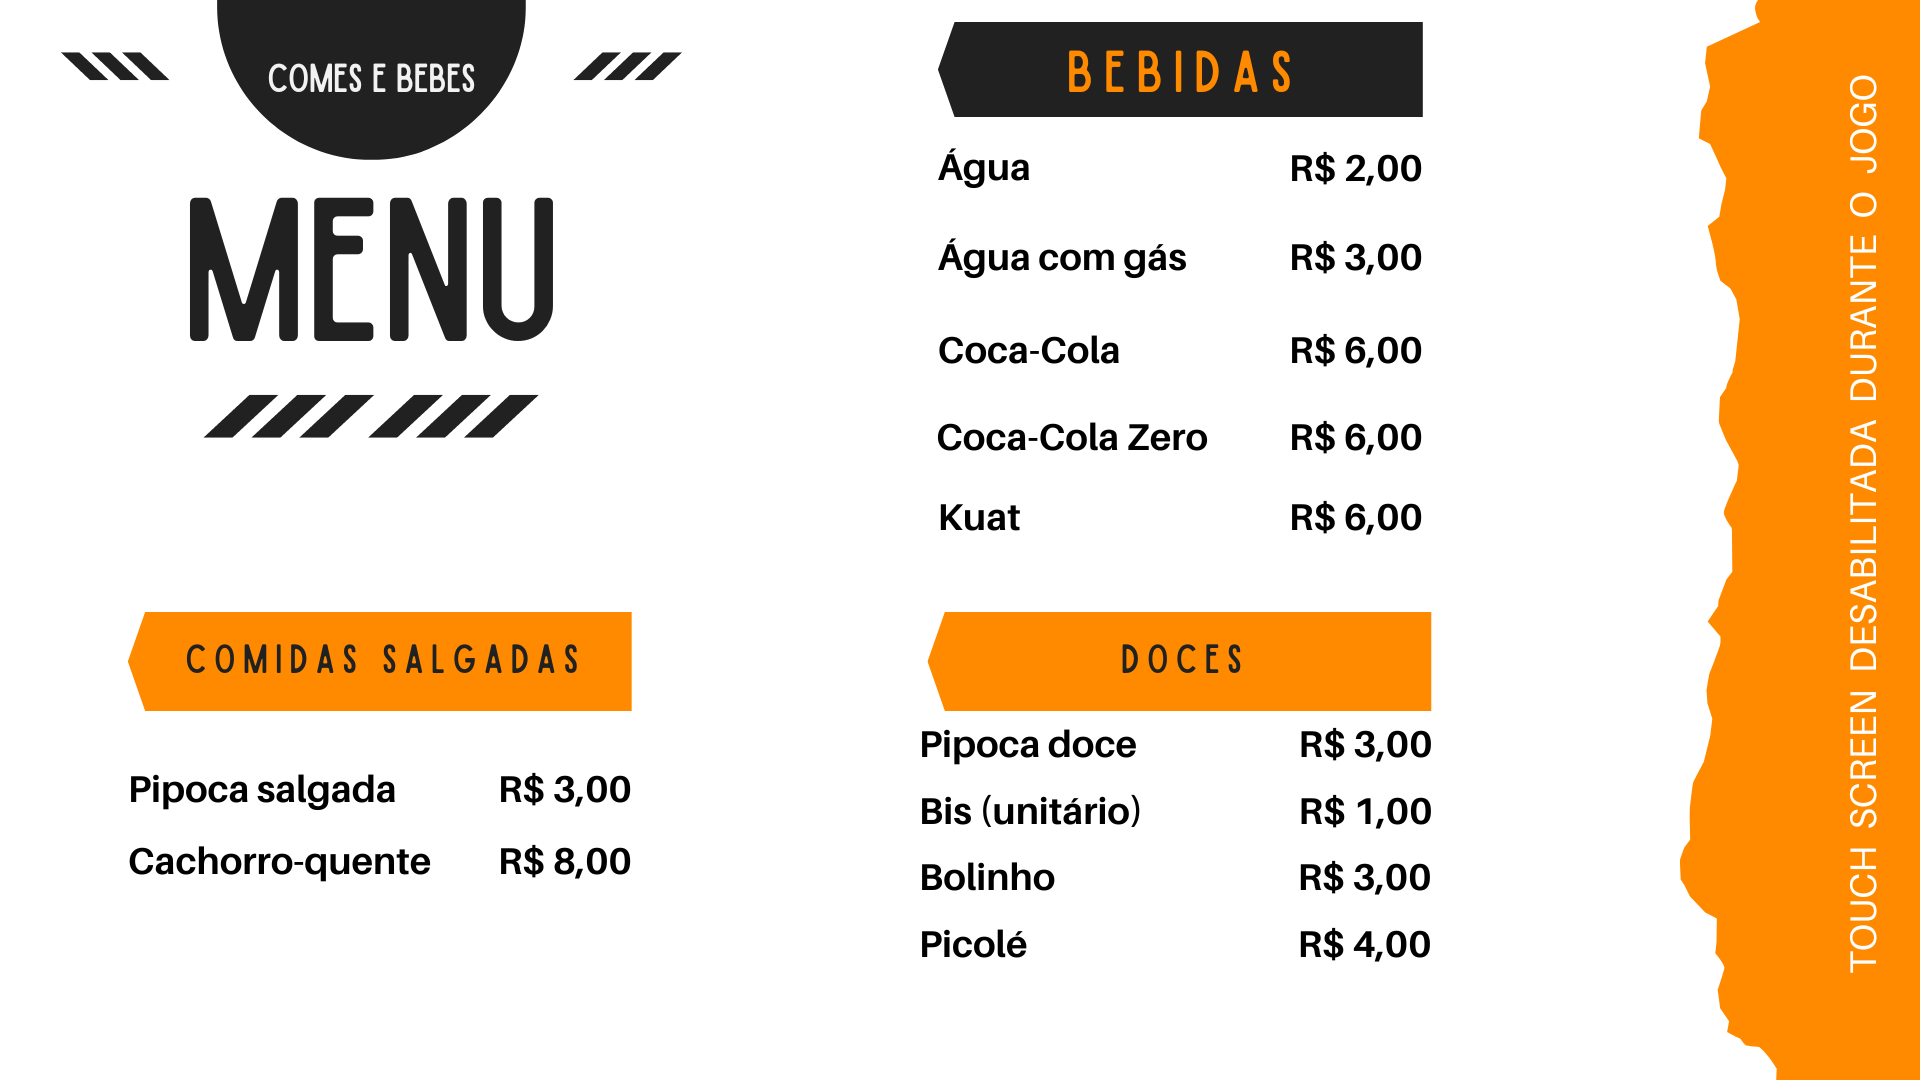 COMES E BEBES
MENU
COMIDAS SALGADAS
Pipoca salgada R$ 3,00
Cachorro-quente R$ 8,00
BEBIDAS
Água R$ 2,00
Água com gás R$ 3,00
Coca-Cola R$ 6,00
Coca-Cola Zero R$ 6,00
Kuat R$ 6,00
DOCES
Pipoca doce R$ 3,00
Bis (unitário) R$ 1,00
Bolinho R$ 3,00
Picolé R$ 4,00
TOUCH SCREEN DESABILITADA DURANTE O JOGO